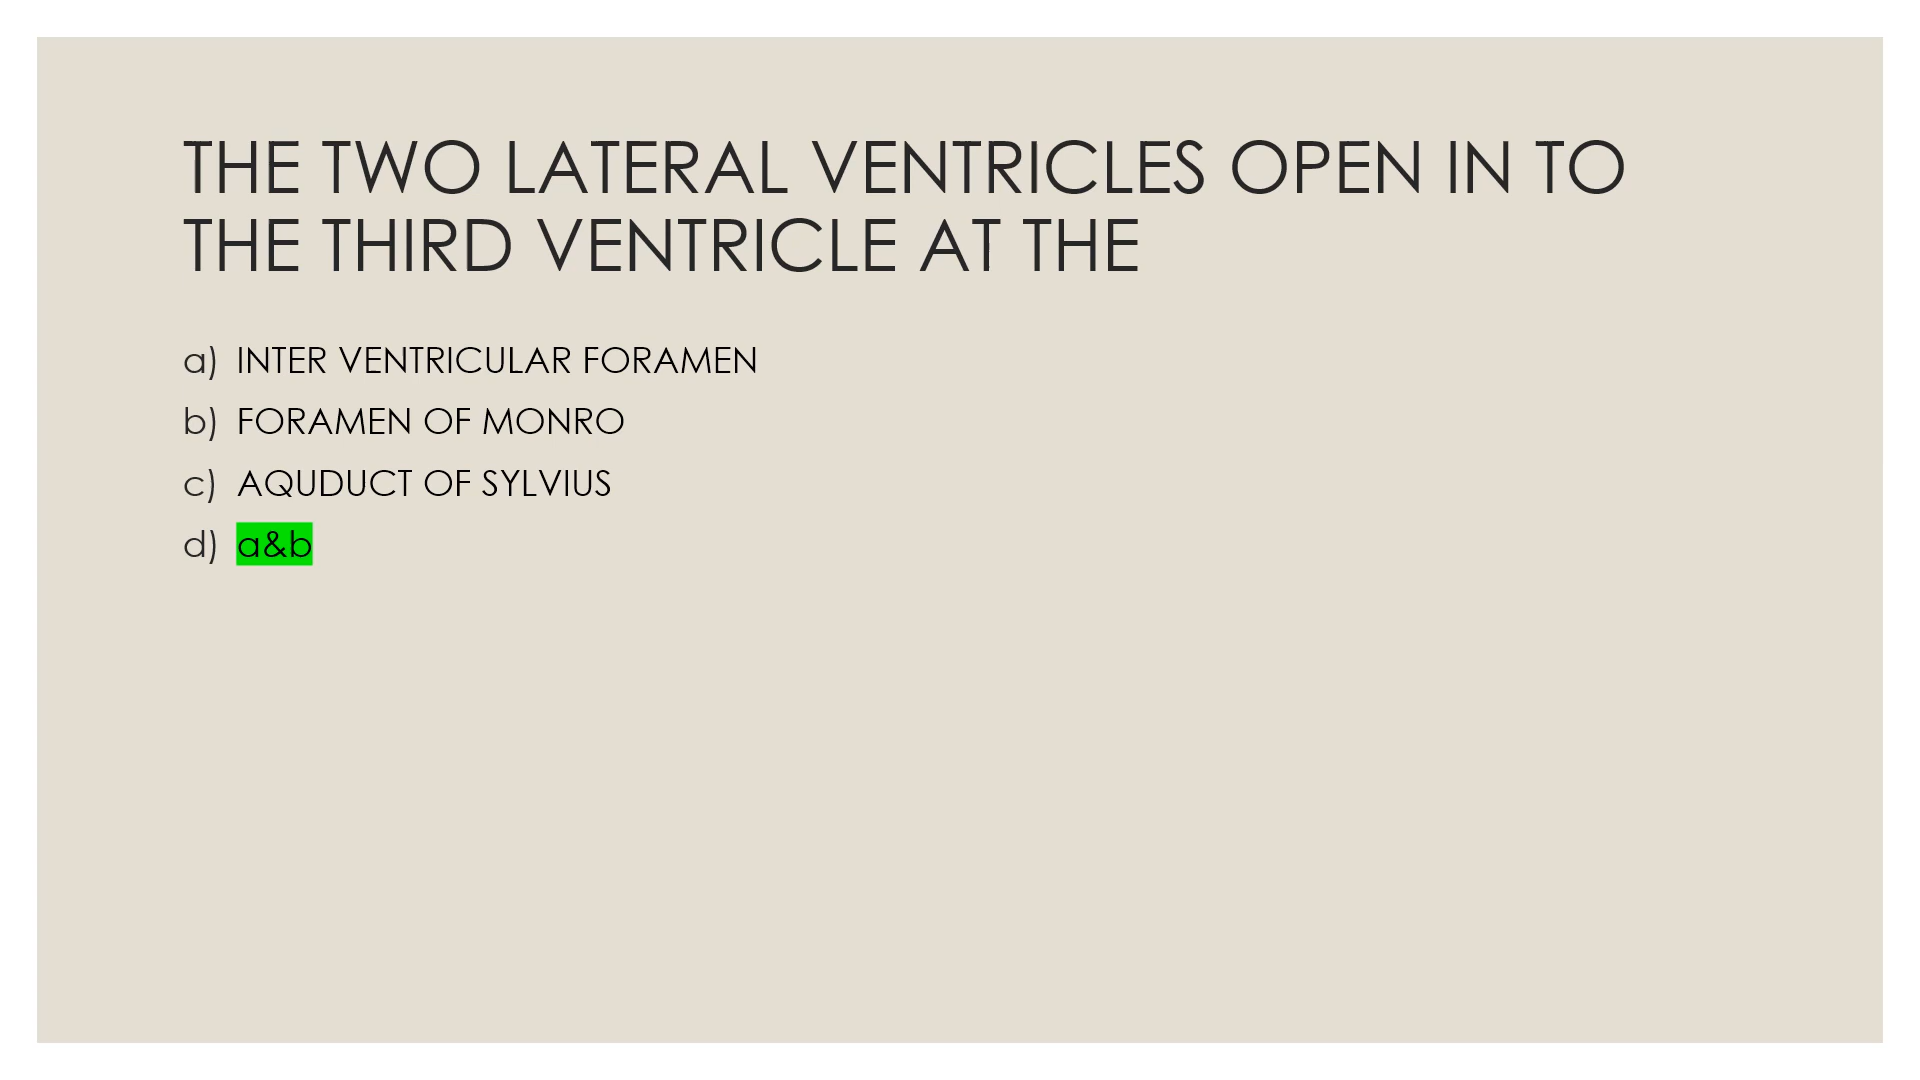 THE TWO LATERAL VENTRICLES OPEN IN TO
THE THIRD VENTRICLE AT THE
a) INTER VENTRICULAR FORAMEN
b) FORAMEN OF MONRO
c) AQUDUCT OF SYLVIUS
d) a&b